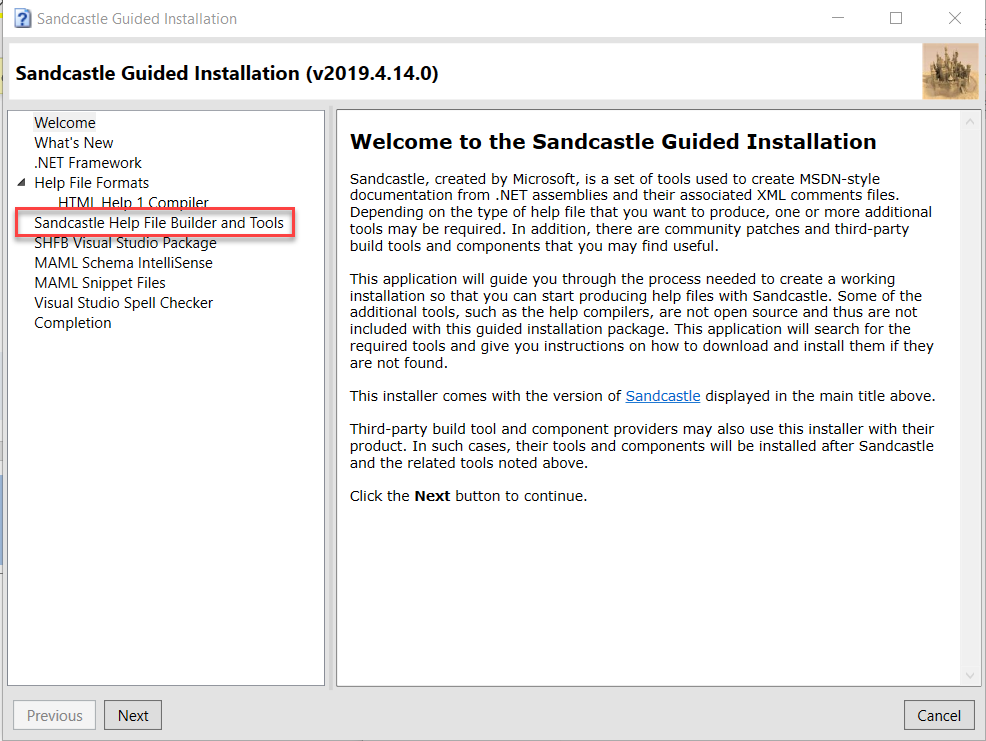 Sandcastle Guided Installation
Sandcastle Guided Installation (v2019.4.14.0)
Welcome
What's New
.NET Framework
Help File Formats
HTML Help 1 Compiler
Sandcastle Help File Builder and Tools
SHFB Visual Studio Package
MAML Schema IntelliSense
MAML Snippet Files
Visual Studio Spell Checker
Completion
Welcome to the Sandcastle Guided Installation
Sandcastle, created by Microsoft, is a set of tools used to create MSDN-style
documentation from .NET assemblies and their associated XML comments files.
Depending on the type of help file that you want to produce, one or more additional
tools may be required. In addition, there are community patches and third-party
build tools and components that you may find useful.
This application will guide you through the process needed to create a working
installation so that you can start producing help files with Sandcastle. Some of the
additional tools, such as the help compilers, are not open source and thus are not
included with this guided installation package. This application will search for the
required tools and give you instructions on how to download and install them if they
are not found.
This installer comes with the version of Sandcastle displayed in the main title above.
Third-party build tool and component providers may also use this installer with their
product. In such cases, their tools and components will be installed after Sandcastle
and the related tools noted above.
Click the Next button to continue.
Previous
Next
Cancel